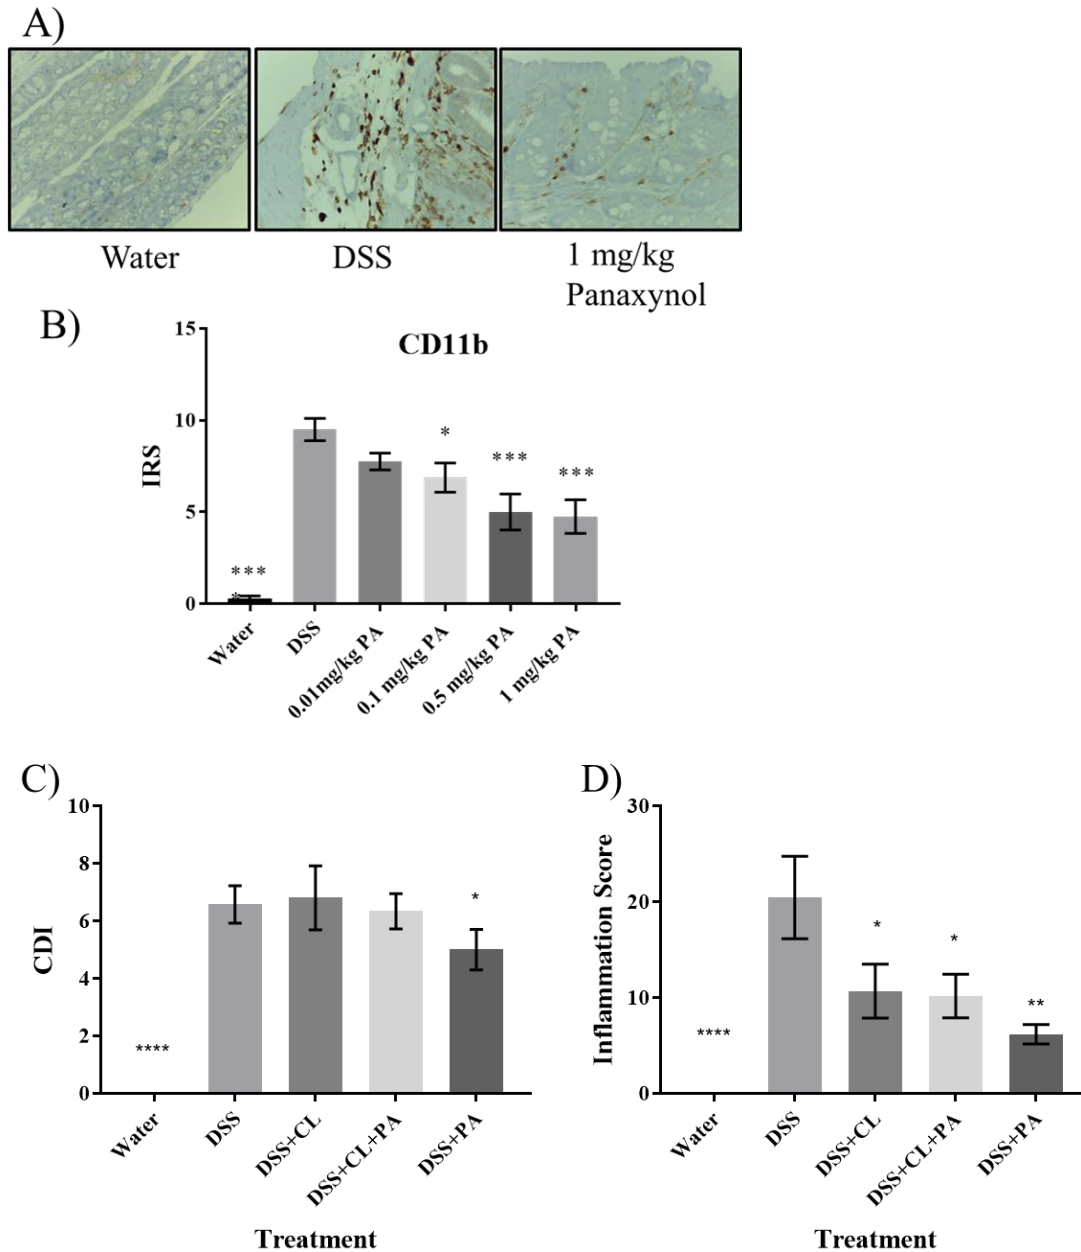 A)
Water
DSS
1 mg/kg
Panaxynol
B)
CD11b
IRS
15
10
5
0
***
*
*
***
***
Water
DSS
0.01mg/kg PA
0.1 mg/kg PA
0.5 mg/kg PA
1 mg/kg PA
C)
CDI
10
8
6
4
2
0
****
*
Water
DSS
DSS+CL
DSS+CL+PA
DSS+PA
Treatment
D)
Inflammation Score
30
20
10
0
****
*
*
**
Water
DSS
DSS+CL
DSS+CL+PA
DSS+PA
Treatment